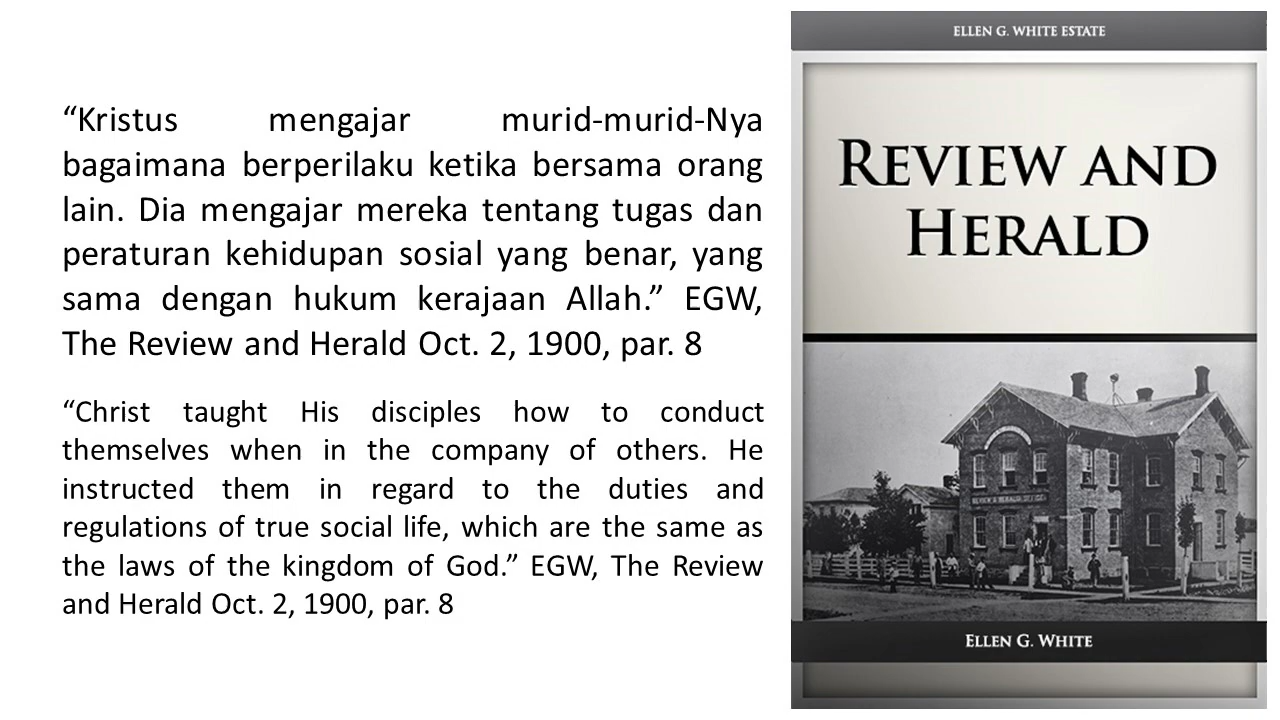 “Kristus mengajar murid-murid-Nya
bagaimana berperilaku ketika bersama orang
lain. Dia mengajar mereka tentang tugas dan
peraturan kehidupan sosial yang benar, yang
sama dengan hukum kerajaan Allah.” EGW,
The Review and Herald Oct. 2, 1900, par. 8
“Christ taught His disciples how to conduct
themselves when in the company of others. He
instructed them in regard to the duties and
regulations of true social life, which are the same as
the laws of the kingdom of God.” EGW, The Review
and Herald Oct. 2, 1900, par. 8
ELLEN G. WHITE ESTATE
REVIEW AND
HERALD
REVIEW & HERALD OFFICE
ELLEN G. WHITE